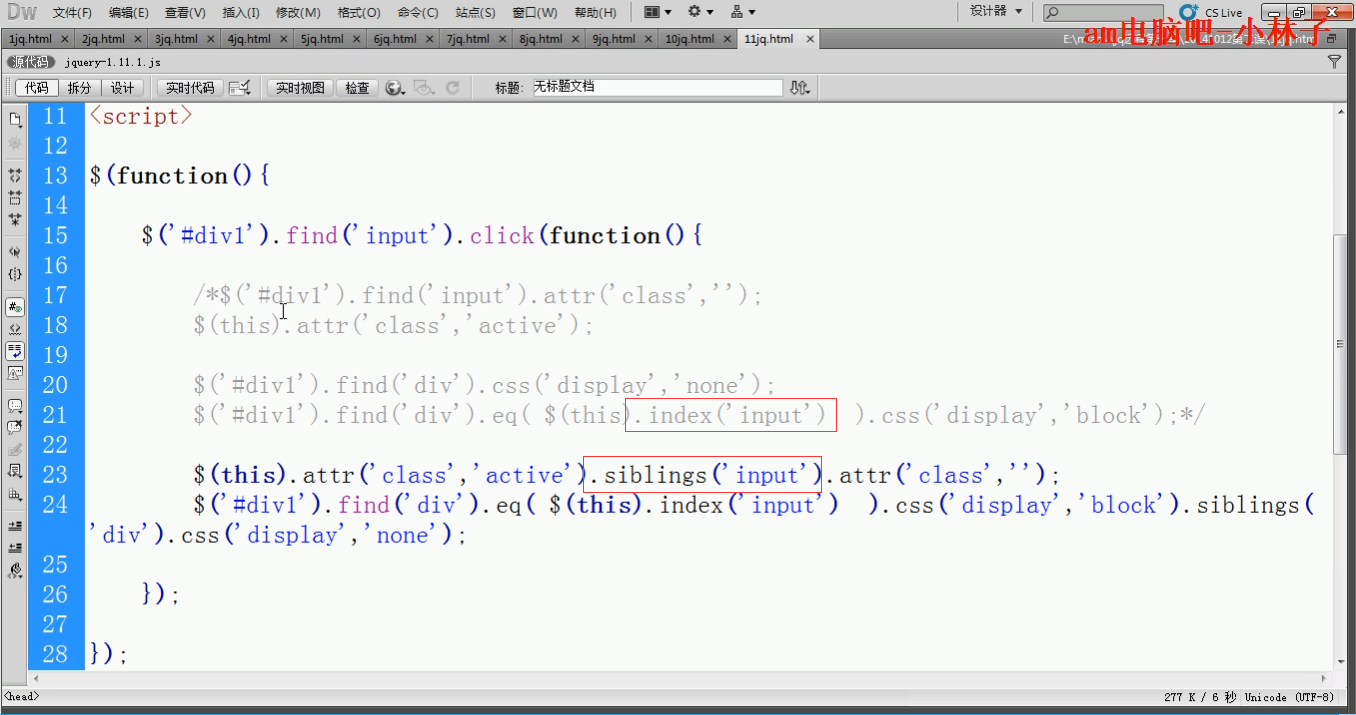 Dw 文件(F) 编辑(E) 查看(V) 插入(I) 修改(M) 格式(O) 命令(C) 站点(S) 窗口(W) 帮助(H) 设计器 CS Live
am电脑吧-小林子
1jq.html 2jq.html 3jq.html 4jq.html 5jq.html 6jq.html 7jq.html 8jq.html 9jq.html 10jq.html 11jq.html
源代码 jquery-1.11.1.js
代码 拆分 设计 实时代码 实时视图 检查 标题: 无标题文档
11 <script>
12
13 $(function(){
14
15 $('#div1').find('input').click(function(){
16
17 /*$('#div1').find('input').attr('class','');
18 $(this).attr('class','active');
19
20 $('#div1').find('div').css('display','none');
21 $('#div1').find('div').eq( $(this).index('input') ).css('display','block');*/
22
23 $(this).attr('class','active').siblings('input').attr('class','');
24 $('#div1').find('div').eq( $(this).index('input') ).css('display','block').siblings(
'div').css('display','none');
25
26 });
27
28 });
<head> 277 K / 6 秒 Unicode (UTF-8)